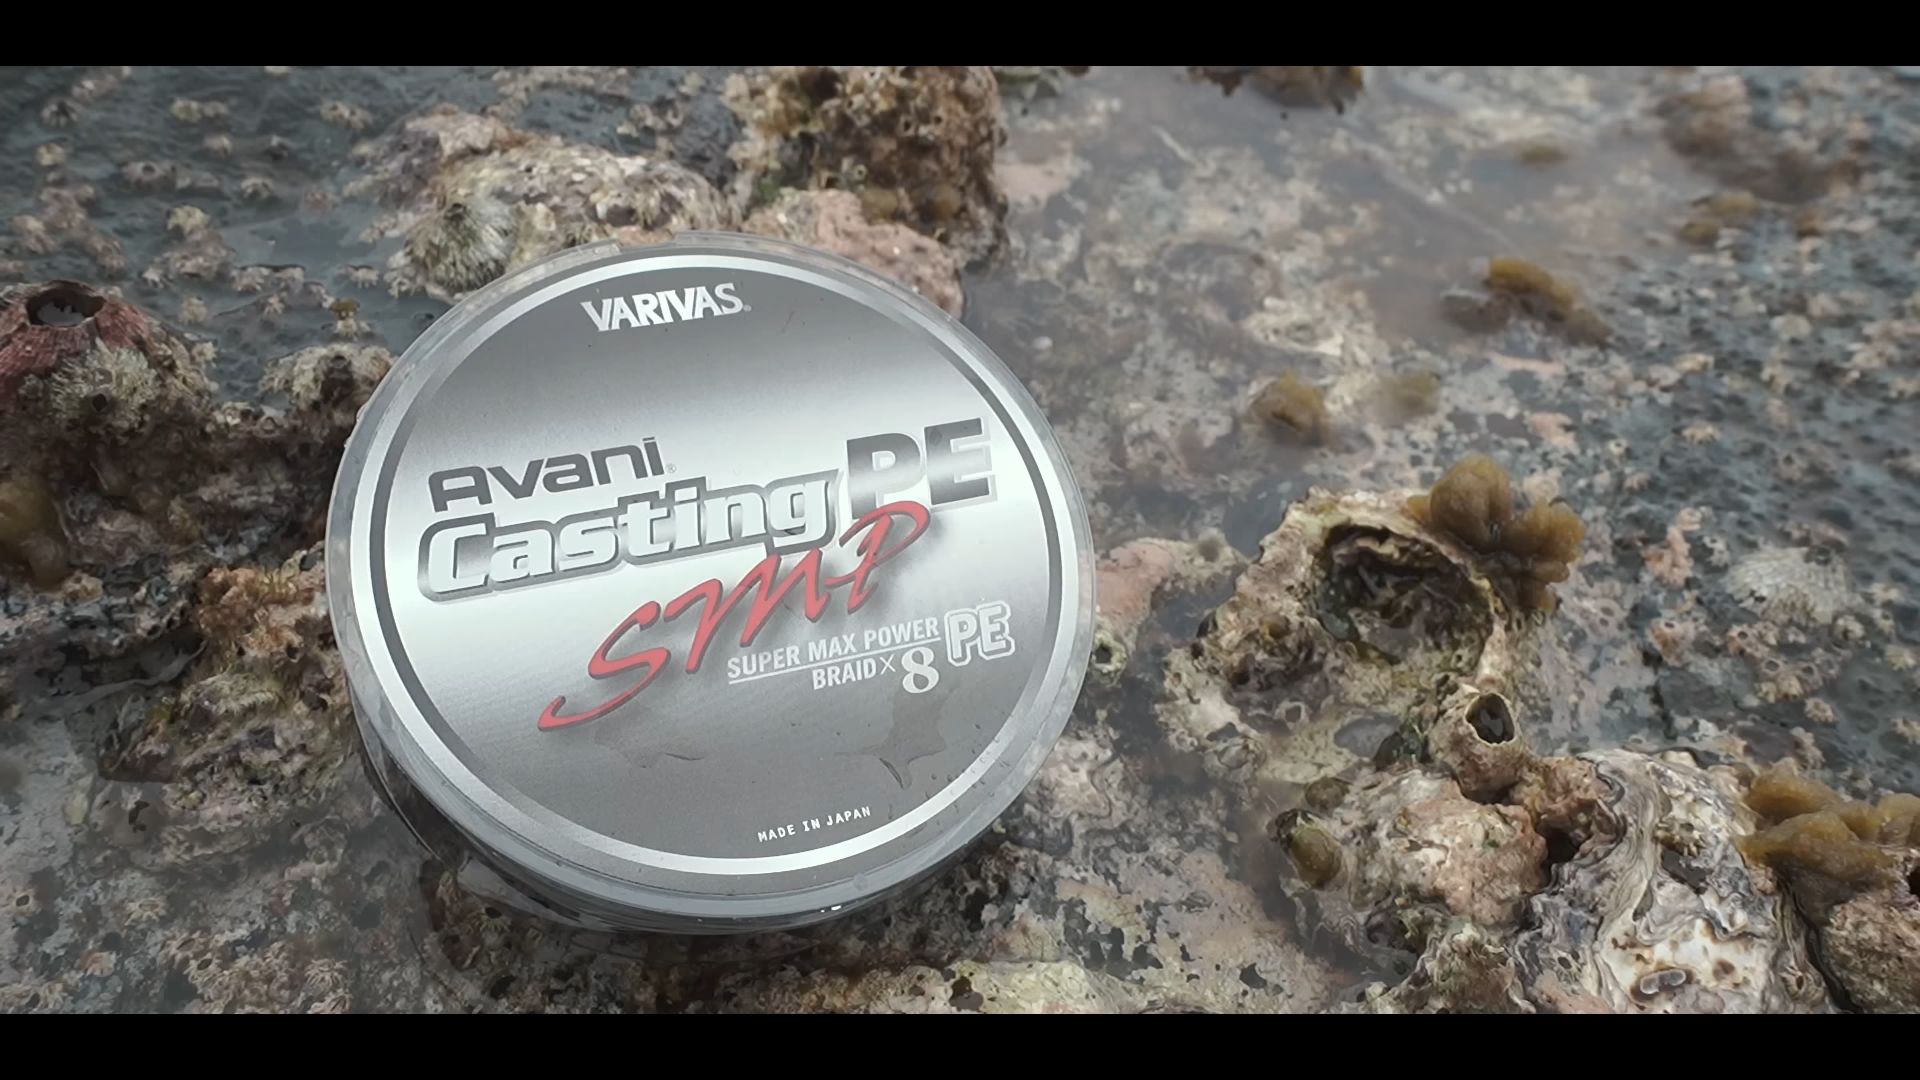 VARIVAS®
Avani®
Casting PE
SMP
SUPER MAX POWER PE
BRAID×8
MADE IN JAPAN